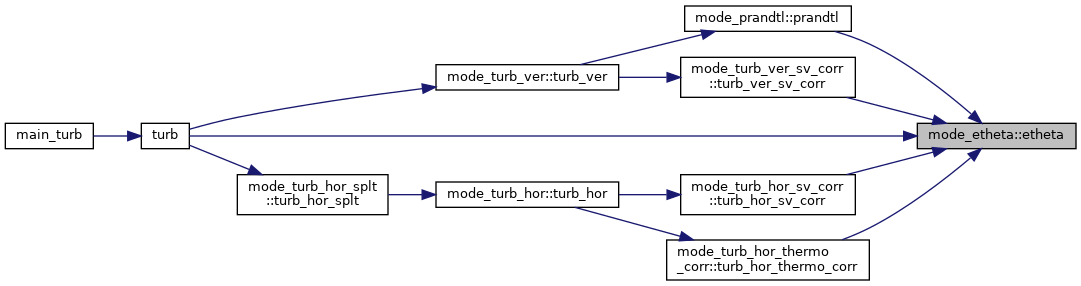 mode_prandtl::prandtl
mode_turb_ver_sv_corr
::turb_ver_sv_corr
mode_turb_ver::turb_ver
main_turb
turb
mode_etheta::etheta
mode_turb_hor_splt
::turb_hor_splt
mode_turb_hor::turb_hor
mode_turb_hor_sv_corr
::turb_hor_sv_corr
mode_turb_hor_thermo
_corr::turb_hor_thermo_corr